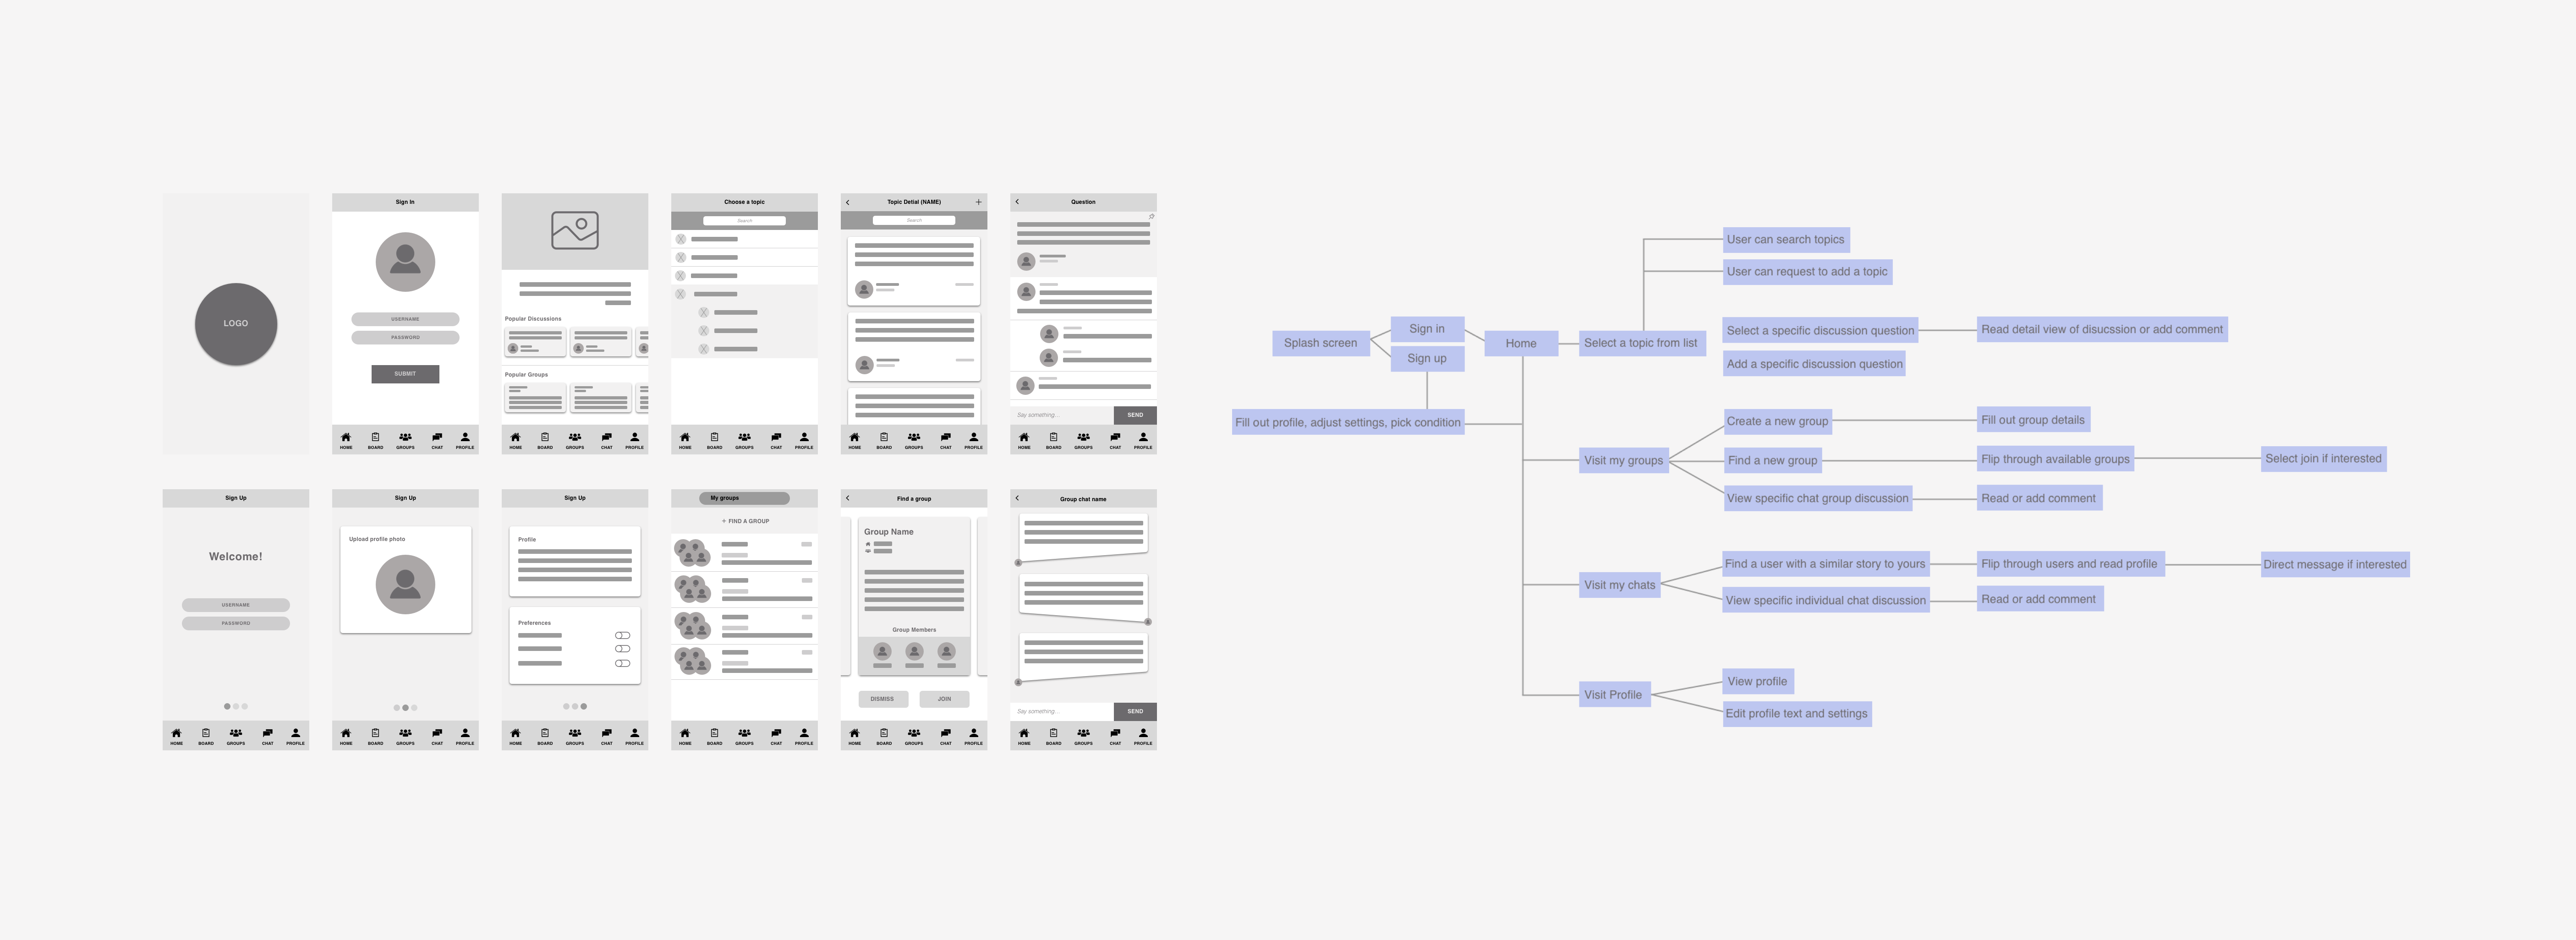 LOGO
Sign In
USERNAME
PASSWORD
SUBMIT
HOME BOARD GROUPS CHAT PROFILE
Popular Discussions
Popular Groups
HOME BOARD GROUPS CHAT PROFILE
Choose a topic
Search
HOME BOARD GROUPS CHAT PROFILE
Topic Detial (NAME)
Search
HOME BOARD GROUPS CHAT PROFILE
Question
Say something...
SEND
HOME BOARD GROUPS CHAT PROFILE
Sign Up
Welcome!
USERNAME
PASSWORD
HOME BOARD GROUPS CHAT PROFILE
Sign Up
Upload profile photo
HOME BOARD GROUPS CHAT PROFILE
Sign Up
Profile
Preferences
HOME BOARD GROUPS CHAT PROFILE
My groups
+ FIND A GROUP
HOME BOARD GROUPS CHAT PROFILE
Find a group
Group Name
Group Members
DISMISS
JOIN
HOME BOARD GROUPS CHAT PROFILE
Group chat name
Say something...
SEND
HOME BOARD GROUPS CHAT PROFILE
Splash screen
Sign in
Sign up
Fill out profile, adjust settings, pick condition
Home
Select a topic from list
User can search topics
User can request to add a topic
Select a specific discussion question
Read detail view of disucssion or add comment
Add a specific discussion question
Visit my groups
Create a new group
Fill out group details
Find a new group
Flip through available groups
Select join if interested
View specific chat group discussion
Read or add comment
Visit my chats
Find a user with a similar story to yours
Flip through users and read profile
Direct message if interested
View specific individual chat discussion
Read or add comment
Visit Profile
View profile
Edit profile text and settings